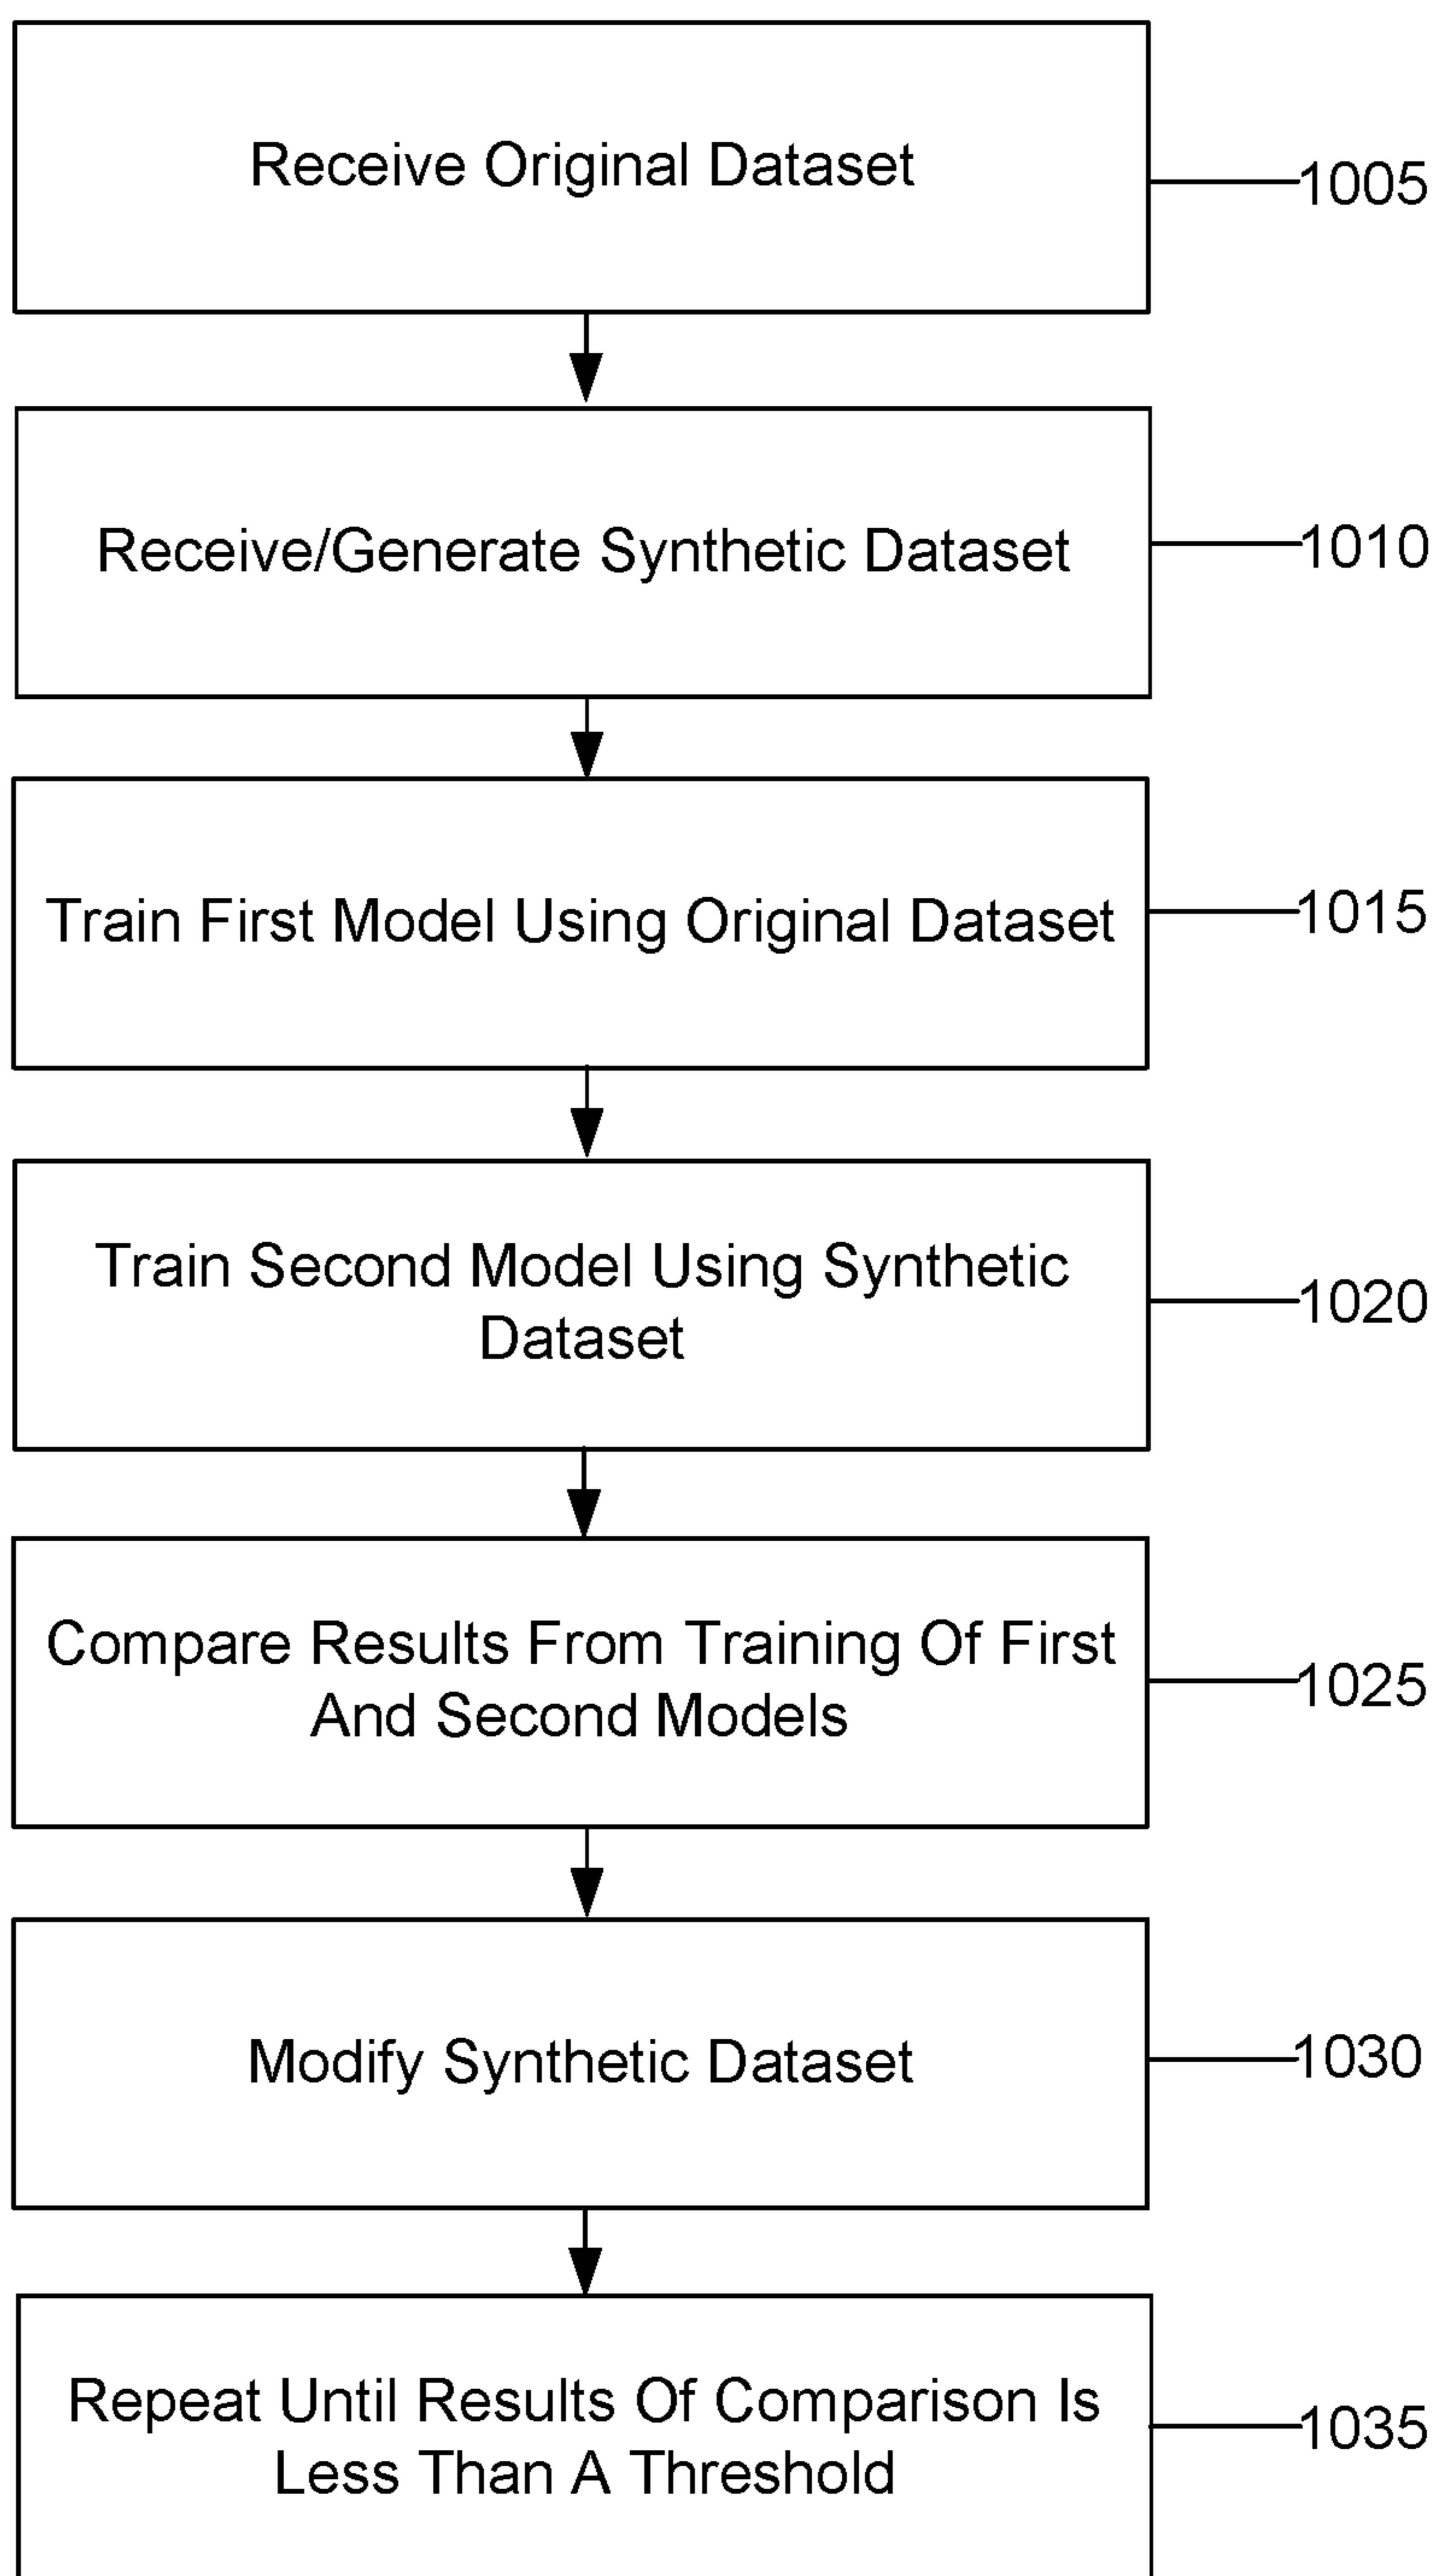 Receive Original Dataset
1005
Receive/Generate Synthetic Dataset
1010
Train First Model Using Original Dataset
1015
Train Second Model Using Synthetic
Dataset
1020
Compare Results From Training Of First
And Second Models
1025
Modify Synthetic Dataset
1030
Repeat Until Results Of Comparison Is
Less Than A Threshold
1035